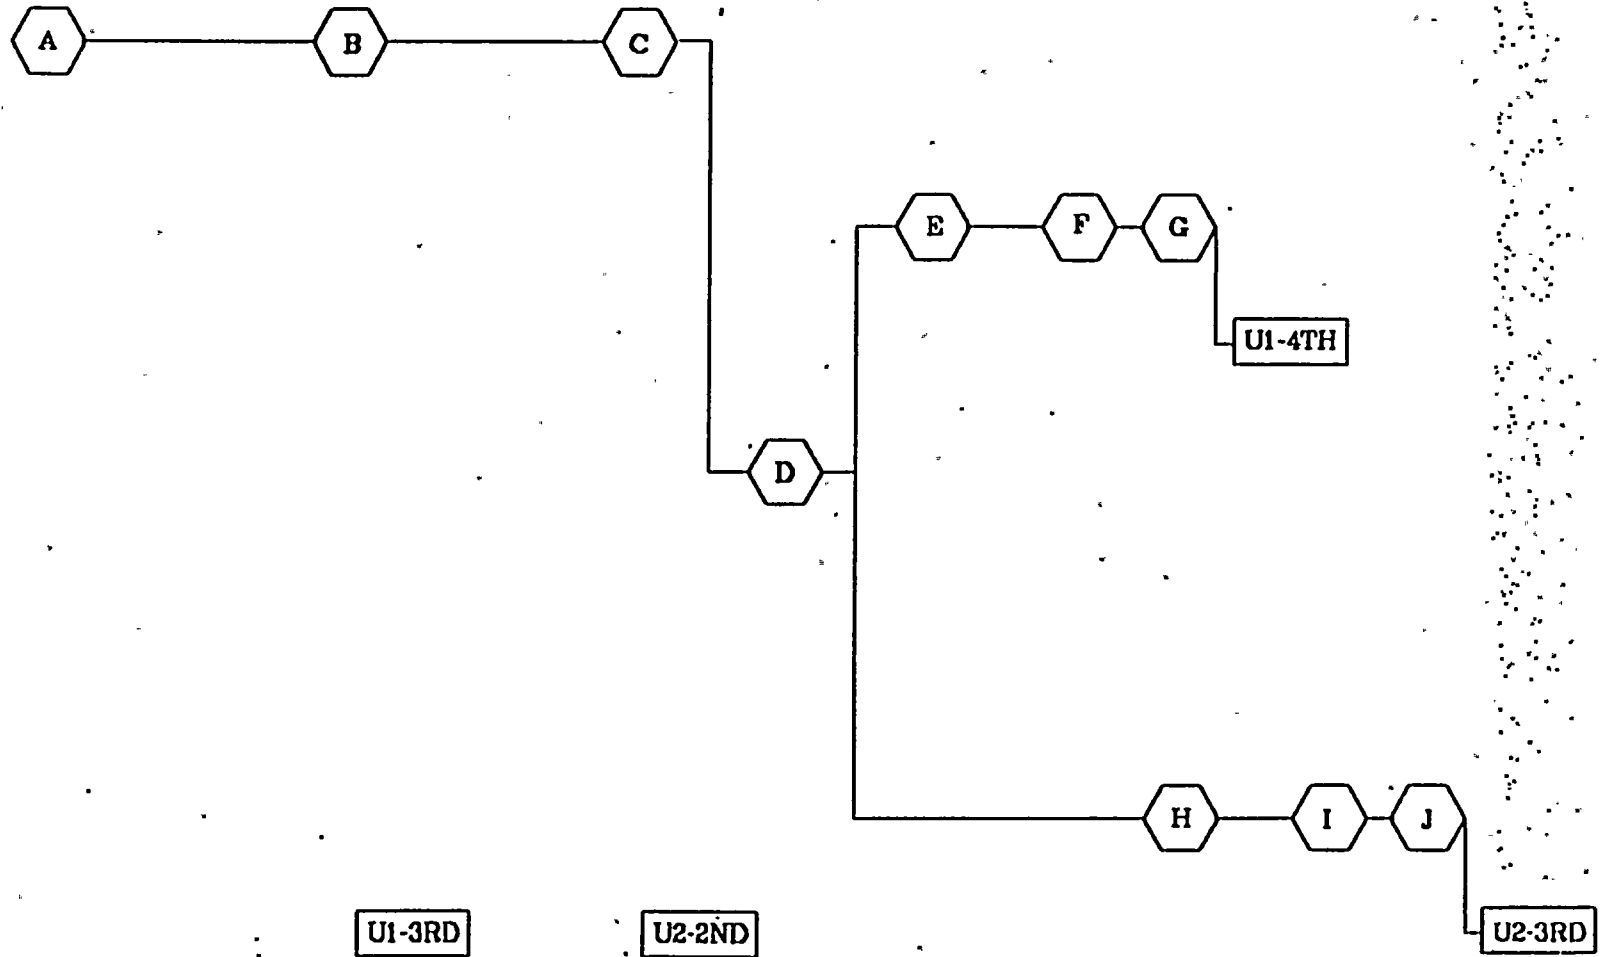 A B C
E F G
U1-4TH
D
H I J
U1-3RD U2-2ND U2-3RD